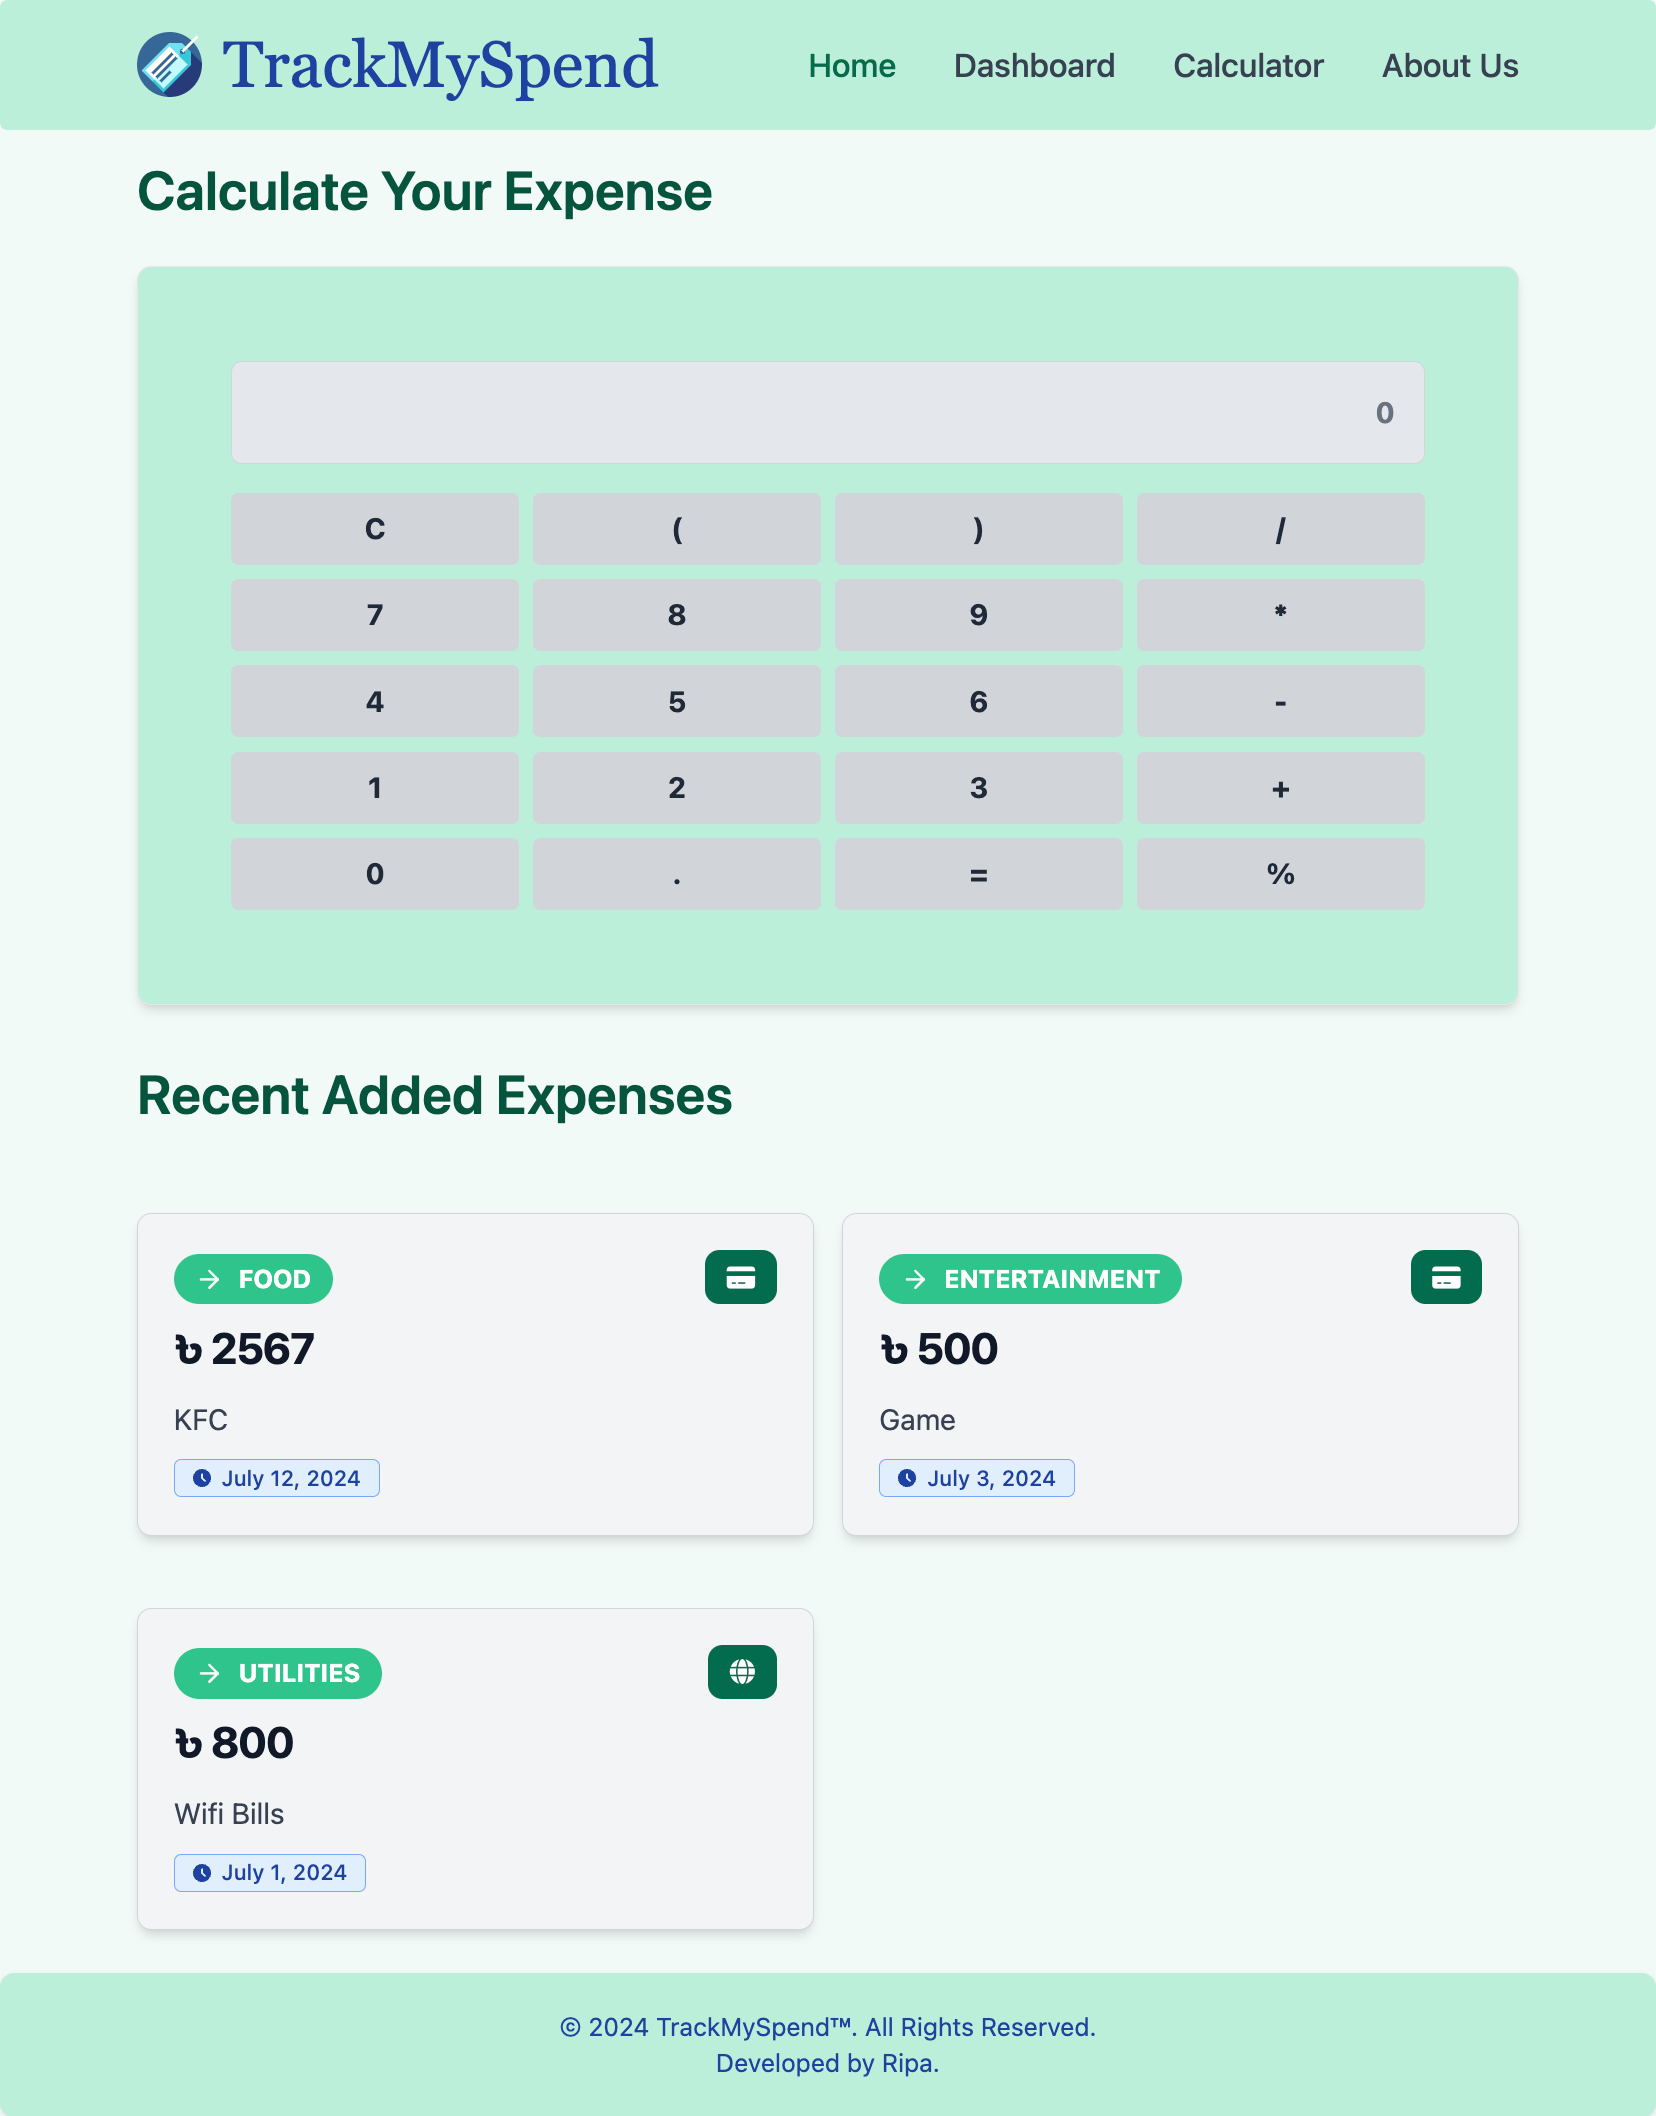 TrackMySpend
Home Dashboard Calculator About Us
Calculate Your Expense
0
C ( ) /
7 8 9 *
4 5 6 -
1 2 3 +
0 . = %
Recent Added Expenses
FOOD
৳ 2567
KFC
July 12, 2024
ENTERTAINMENT
৳ 500
Game
July 3, 2024
UTILITIES
৳ 800
Wifi Bills
July 1, 2024
© 2024 TrackMySpend™. All Rights Reserved.
Developed by Ripa.